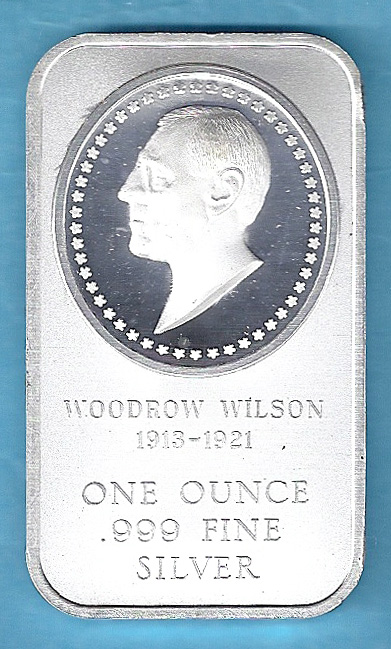 WOODROW WILSON
1913-1921
ONE OUNCE
.999 FINE
SILVER